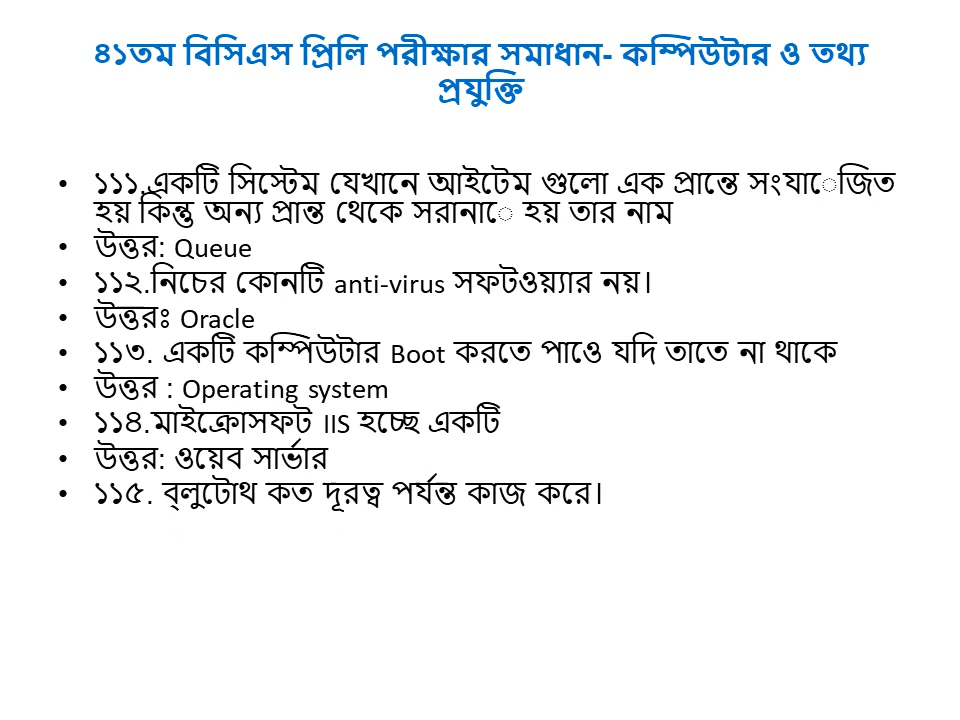 ৪১তম বিসিএস প্রিলি পরীক্ষার সমাধান- কম্পিউটার ও তথ্য
প্রযুক্তি
• ১১১.একটি সিস্টেম যেখানে আইটেম গুলো এক প্রান্তে সংযাে‌জিত
হয় কিন্তু অন্য প্রান্ত থেকে সরানাে‌ হয় তার নাম
• উত্তর: Queue
• ১১২.নিচের কোনটি anti-virus সফটওয়্যার নয়।
• উত্তরঃ Oracle
• ১১৩. একটি কম্পিউটার Boot করতে পাওে যদি তাতে না থাকে
• উত্তর : Operating system
• ১১৪.মাইক্রোসফট IIS হচ্ছে একটি
• উত্তর: ওয়েব সার্ভার
• ১১৫. ব্লুটোথ কত দূরত্ব পর্যন্ত কাজ করে।